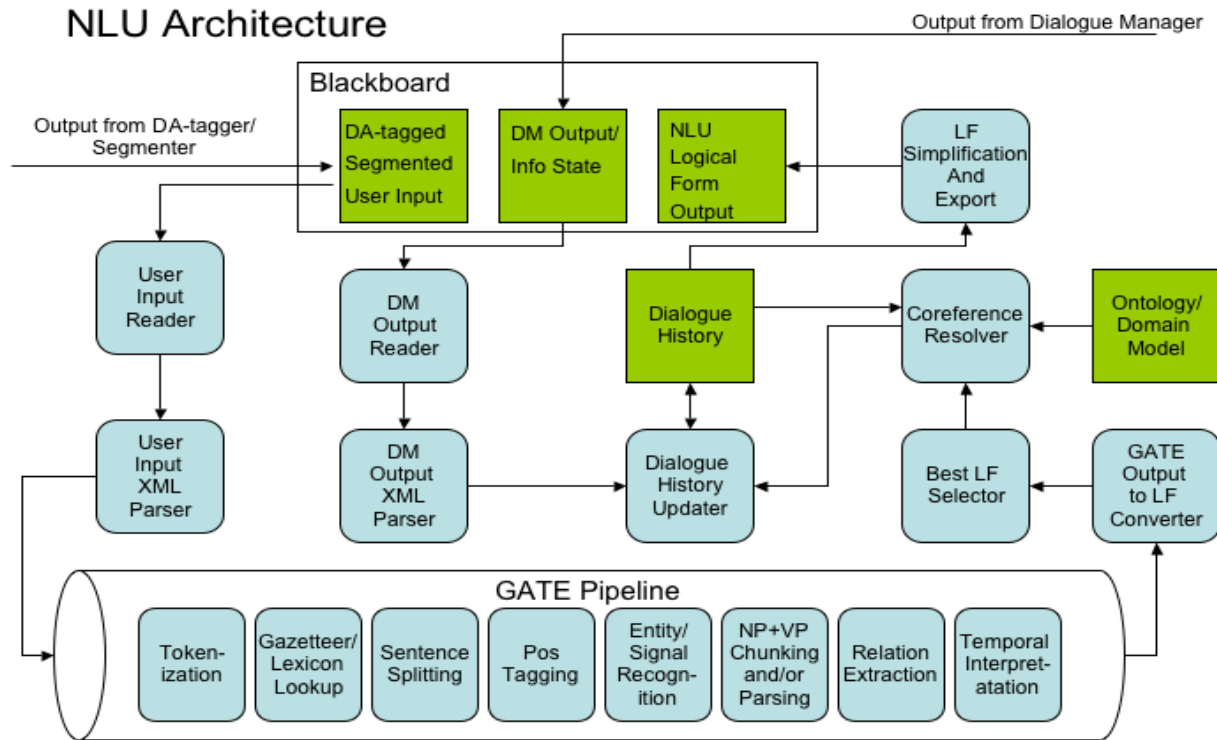 NLU Architecture
Output from Dialogue Manager
Blackboard
Output from DA-tagger/
Segmenter
DA-tagged
Segmented
User Input
DM Output/
Info State
NLU
Logical
Form
Output
LF
Simplification
And
Export
User
Input
Reader
DM
Output
Reader
Dialogue
History
Coreference
Resolver
Ontology/
Domain
Model
User
Input
XML
Parser
DM
Output
XML
Parser
Dialogue
History
Updater
Best LF
Selector
GATE
Output
to LF
Converter
GATE Pipeline
Token-
ization
Gazetteer/
Lexicon
Lookup
Sentence
Splitting
Pos
Tagging
Entity/
Signal
Recogn-
ition
NP+VP
Chunking
and/or
Parsing
Relation
Extraction
Temporal
Interpret-
atation